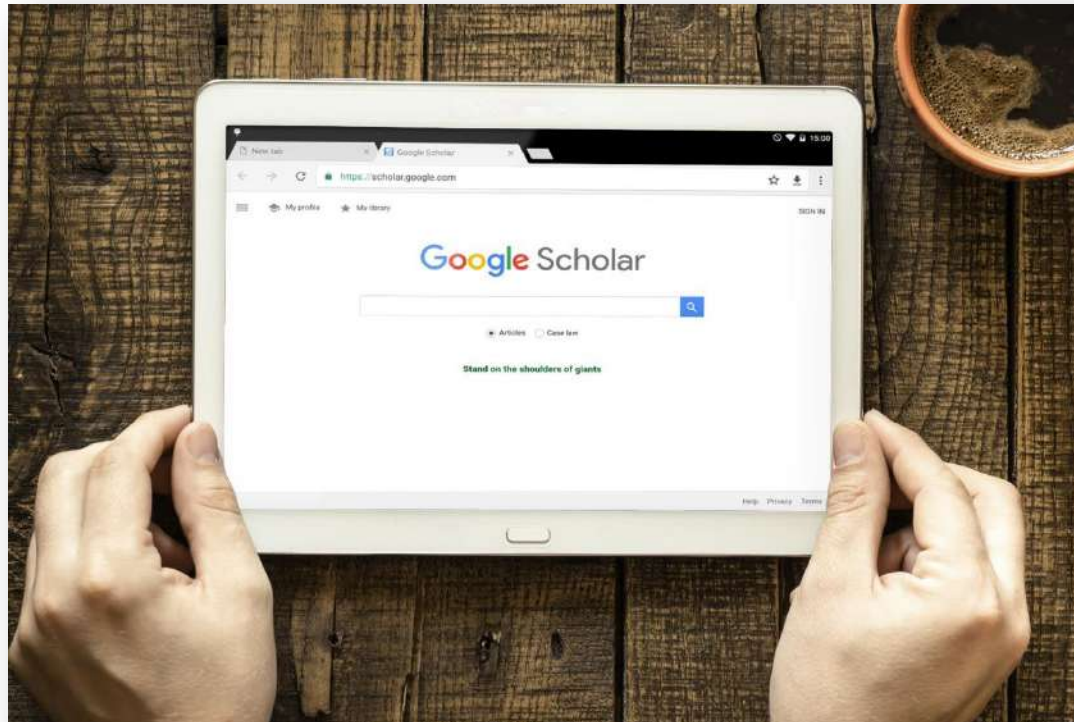 15:00
New tab
Google Scholar
https://scholar.google.com
My profile My library
SIGN IN
Google Scholar
Articles Case law
Stand on the shoulders of giants
Help Privacy Terms